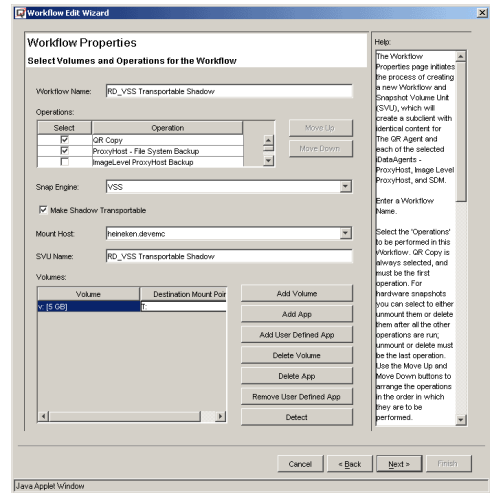 Workflow Edit Wizard
Workflow Properties
Select Volumes and Operations for the Workflow
Workflow Name: RD_VSS Transportable Shadow
Operations:
Select Operation
QR Copy
ProxyHost - File System Backup
ImageLevel ProxyHost Backup
Move Up
Move Down
Snap Engine: VSS
Make Shadow Transportable
Mount Host: heineken.devemc
SVU Name: RD_VSS Transportable Shadow
Volumes:
Volume Destination Mount Poir
v: [5 GB] T:
Add Volume
Add App
Add User Defined App
Delete Volume
Delete App
Remove User Defined App
Detect
Help:
The Workflow
Properties page initiates
the process of creating
a new Workflow and
Snapshot Volume Unit
(SVU), which will
create a subclient with
identical content for
The QR Agent and
each of the selected
iDataAgents -
ProxyHost, Image Level
ProxyHost, and SDM.
Enter a Workflow
Name.
Select the 'Operations'
to be performed in this
Workflow. QR Copy is
always selected, and
must be the first
operation. For
hardware snapshots
you can select to either
unmount them or delete
them after all the other
operations are run;
unmount or delete must
be the last operation.
Use the Move Up and
Move Down buttons to
arrange the operations
in the order in which
they are to be
performed.
Cancel
< Back
Next >
Finish
Java Applet Window